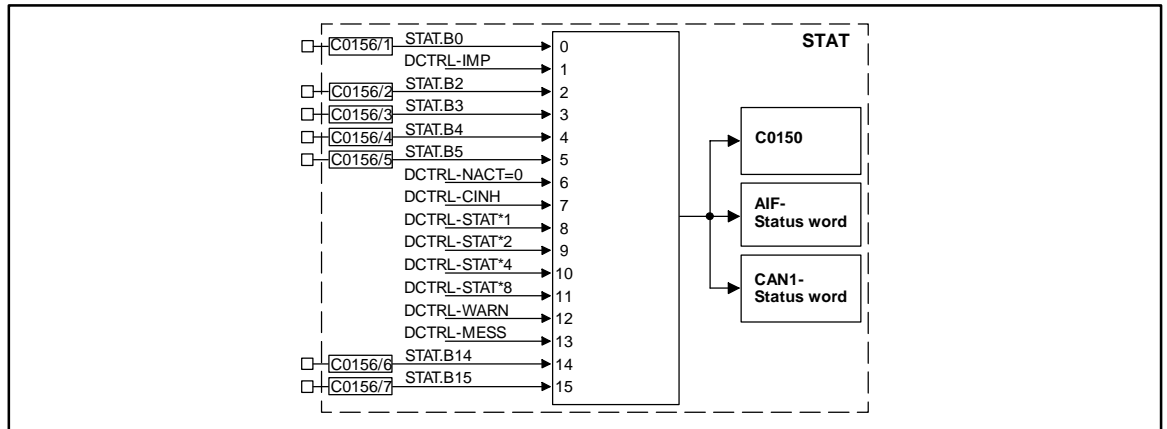 STAT
C0156/1 STAT.B0 0
DCTRL-IMP 1
C0156/2 STAT.B2 2
C0156/3 STAT.B3 3
C0156/4 STAT.B4 4
C0156/5 STAT.B5 5
DCTRL-NACT=0 6
DCTRL-CINH 7
DCTRL-STAT*1 8
DCTRL-STAT*2 9
DCTRL-STAT*4 10
DCTRL-STAT*8 11
DCTRL-WARN 12
DCTRL-MESS 13
C0156/6 STAT.B14 14
C0156/7 STAT.B15 15
C0150
AIF-
Status word
CAN1-
Status word